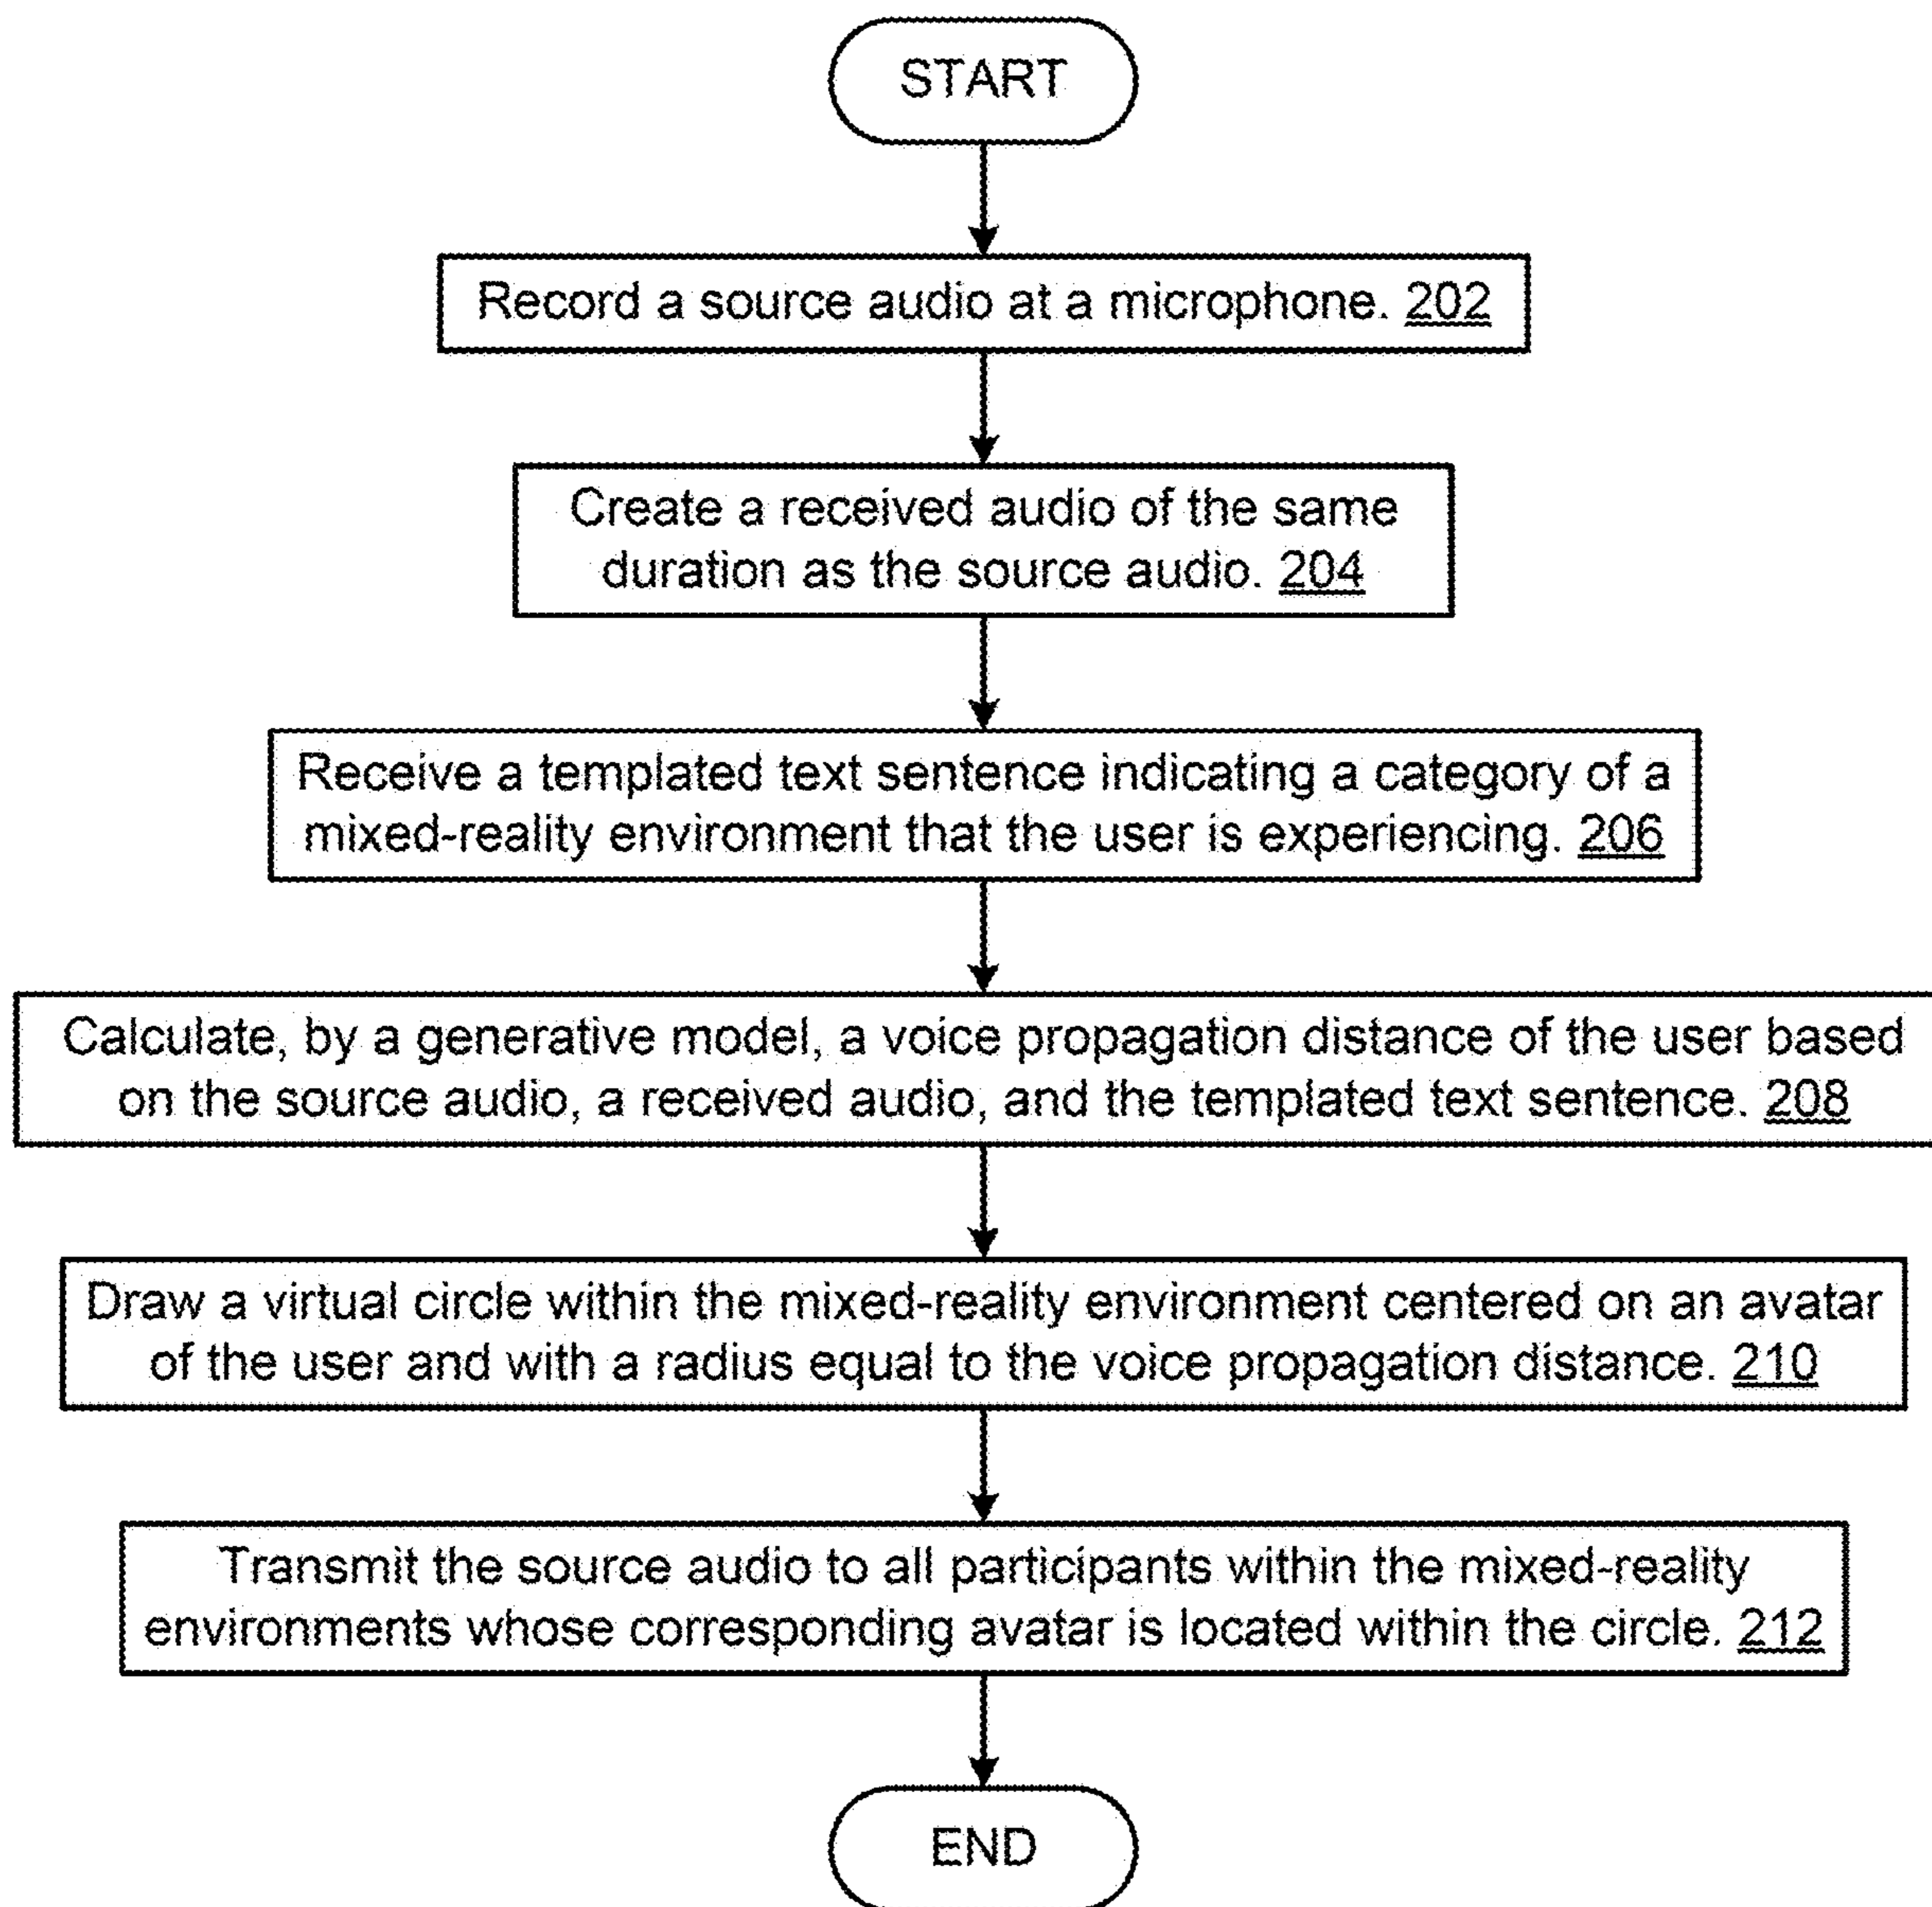 START
Record a source audio at a microphone. 202
Create a received audio of the same
duration as the source audio. 204
Receive a templated text sentence indicating a category of a
mixed-reality environment that the user is experiencing. 206
Calculate, by a generative model, a voice propagation distance of the user based
on the source audio, a received audio, and the templated text sentence. 208
Draw a virtual circle within the mixed-reality environment centered on an avatar
of the user and with a radius equal to the voice propagation distance. 210
Transmit the source audio to all participants within the mixed-reality
environments whose corresponding avatar is located within the circle. 212
END